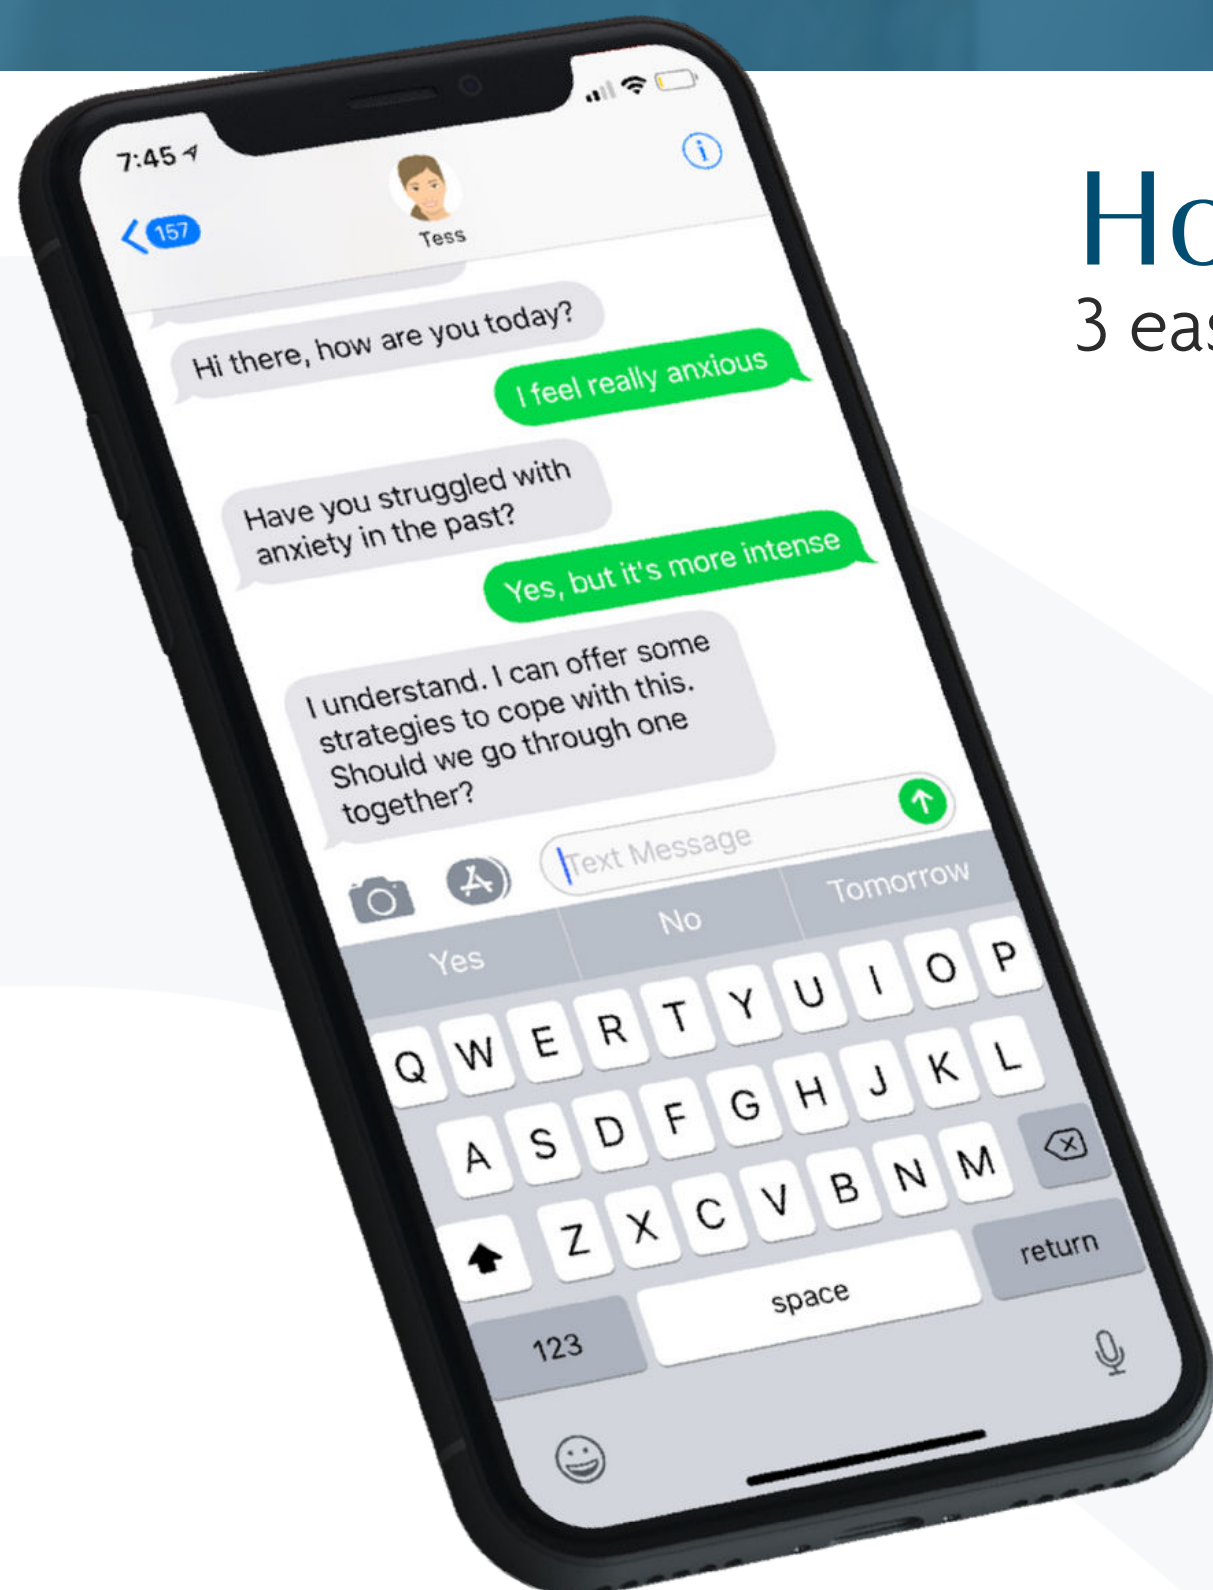 7:45
157
Tess
Hi there, how are you today?
I feel really anxious
Have you struggled with
anxiety in the past?
Yes, but it's more intense
I understand. I can offer some
strategies to cope with this.
Should we go through one
together?
Text Message
Yes
No
Tomorrow
Q W E R T Y U I O P
A S D F G H J K L
Z X C V B N M
123
space
return
Ho
3 eas